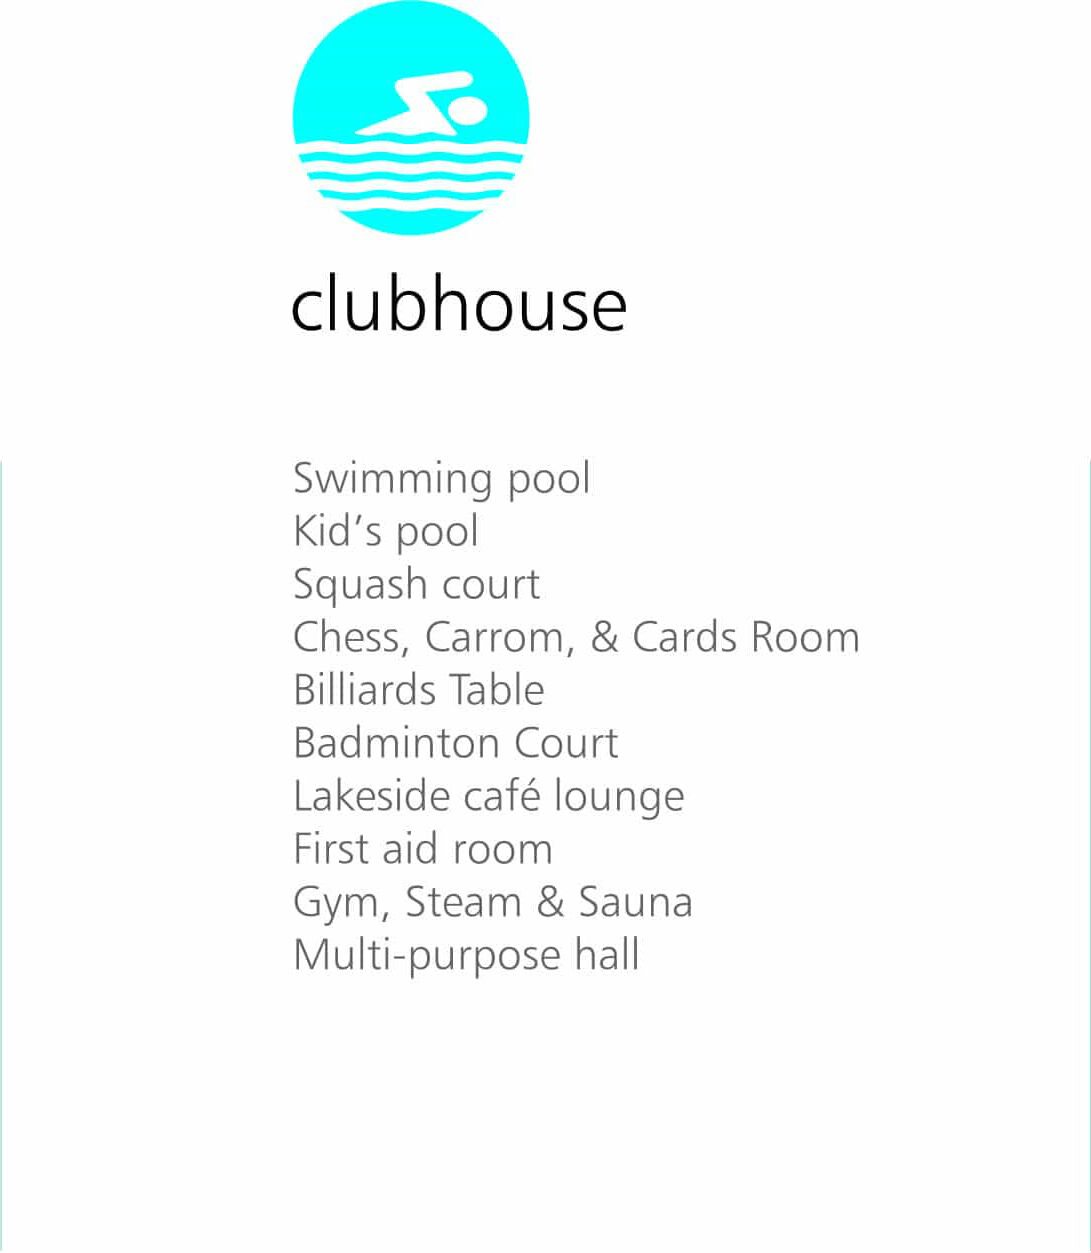 clubhouse
Swimming pool
Kid’s pool
Squash court
Chess, Carrom, & Cards Room
Billiards Table
Badminton Court
Lakeside café lounge
First aid room
Gym, Steam & Sauna
Multi-purpose hall